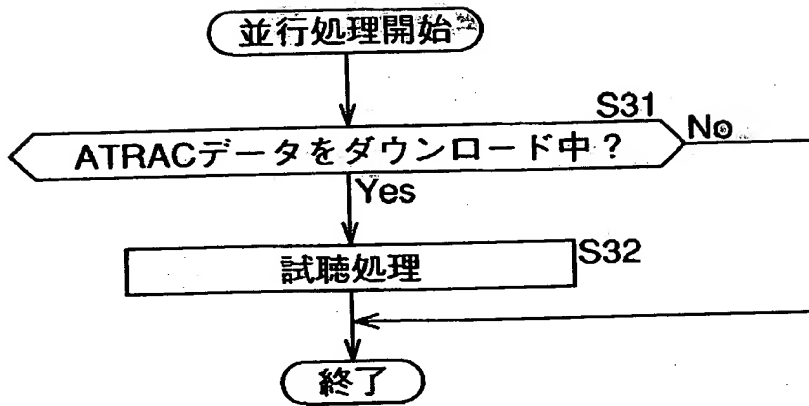 並行処理開始
S31
ATRACデータをダウンロード中？
No
Yes
試聴処理
S32
終了